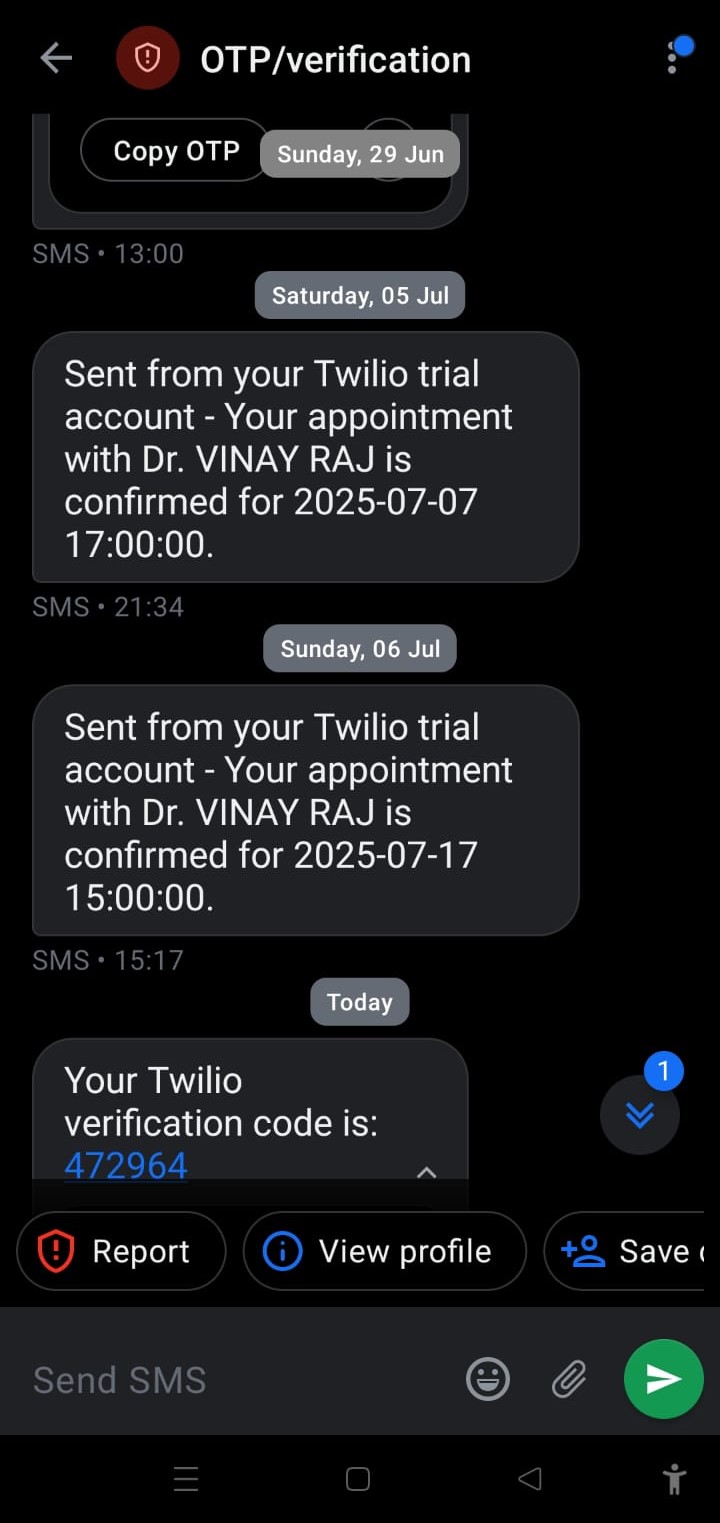 OTP/verification
Copy OTP
Sunday, 29 Jun
SMS • 13:00
Saturday, 05 Jul
Sent from your Twilio trial
account - Your appointment
with Dr. VINAY RAJ is
confirmed for 2025-07-07
17:00:00.
SMS • 21:34
Sunday, 06 Jul
Sent from your Twilio trial
account - Your appointment
with Dr. VINAY RAJ is
confirmed for 2025-07-17
15:00:00.
SMS • 15:17
Today
Your Twilio
verification code is:
472964
1
Report
View profile
Save
Send SMS